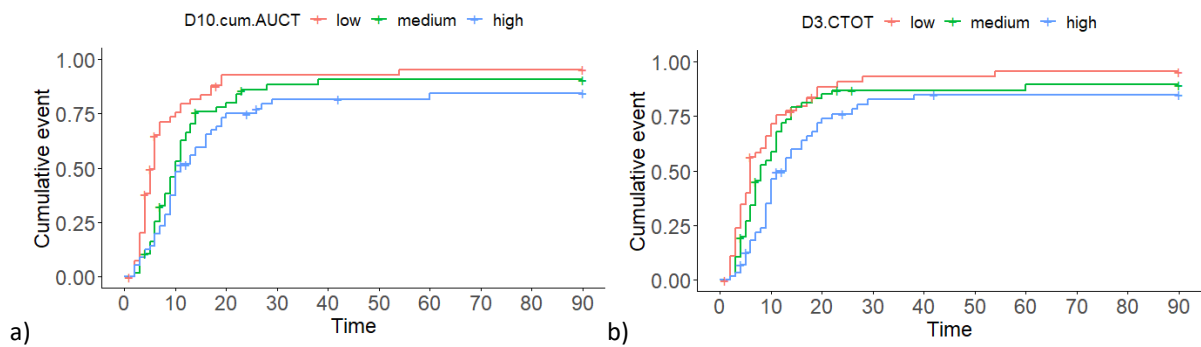 D10.cum.AUCT low medium high
Cumulative event
1.00
0.75
0.50
0.25
0.00
0 10 20 30 40 50 60 70 80 90
Time
a)
D3.CTOT low medium high
Cumulative event
1.00
0.75
0.50
0.25
0.00
0 10 20 30 40 50 60 70 80 90
Time
b)